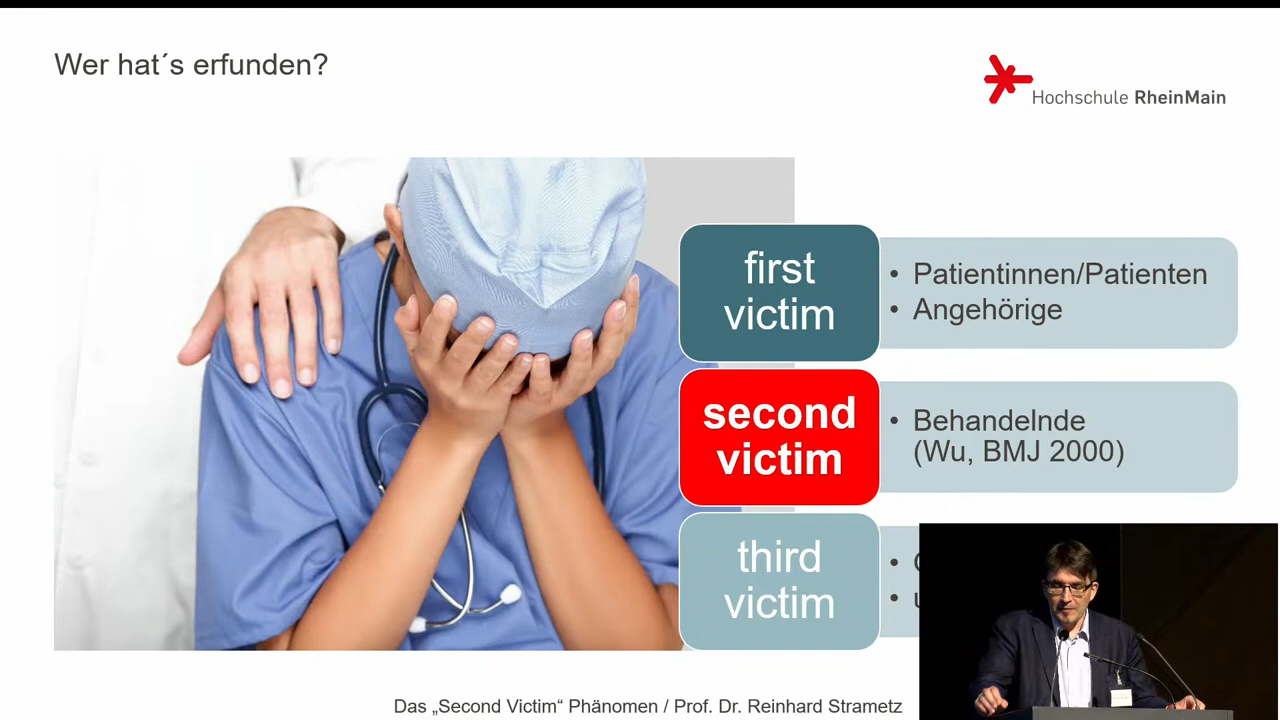 Wer hat´s erfunden?
Hochschule RheinMain
first
victim
• Patientinnen/Patienten
• Angehörige
second
victim
• Behandelnde
(Wu, BMJ 2000)
third
victim
Das „Second Victim“ Phänomen / Prof. Dr. Reinhard Strametz